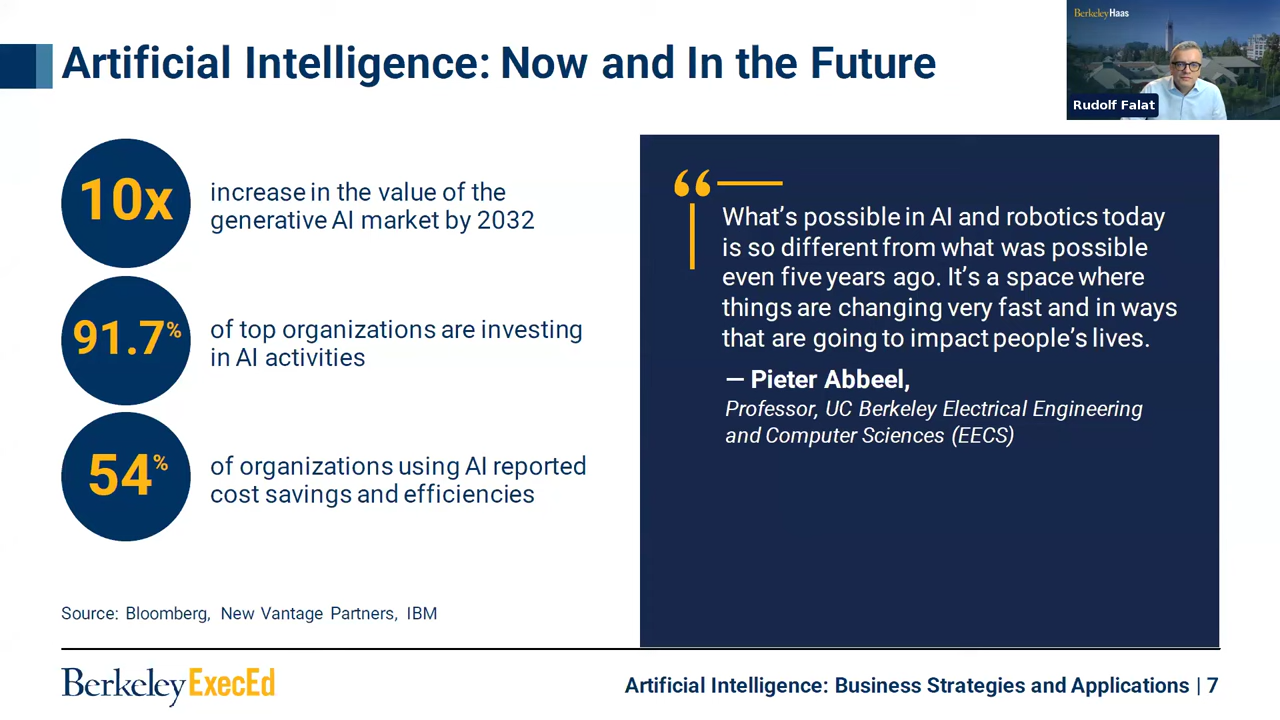 BerkeleyHaas
Artificial Intelligence: Now and In the Future
Rudolf Falat
10x
increase in the value of the
generative AI market by 2032
91.7%
of top organizations are investing
in AI activities
54%
of organizations using AI reported
cost savings and efficiencies
Source: Bloomberg, New Vantage Partners, IBM
“
What’s possible in AI and robotics today
is so different from what was possible
even five years ago. It’s a space where
things are changing very fast and in ways
that are going to impact people’s lives.
— Pieter Abbeel,
Professor, UC Berkeley Electrical Engineering
and Computer Sciences (EECS)
Berkeley ExecEd
Artificial Intelligence: Business Strategies and Applications | 7